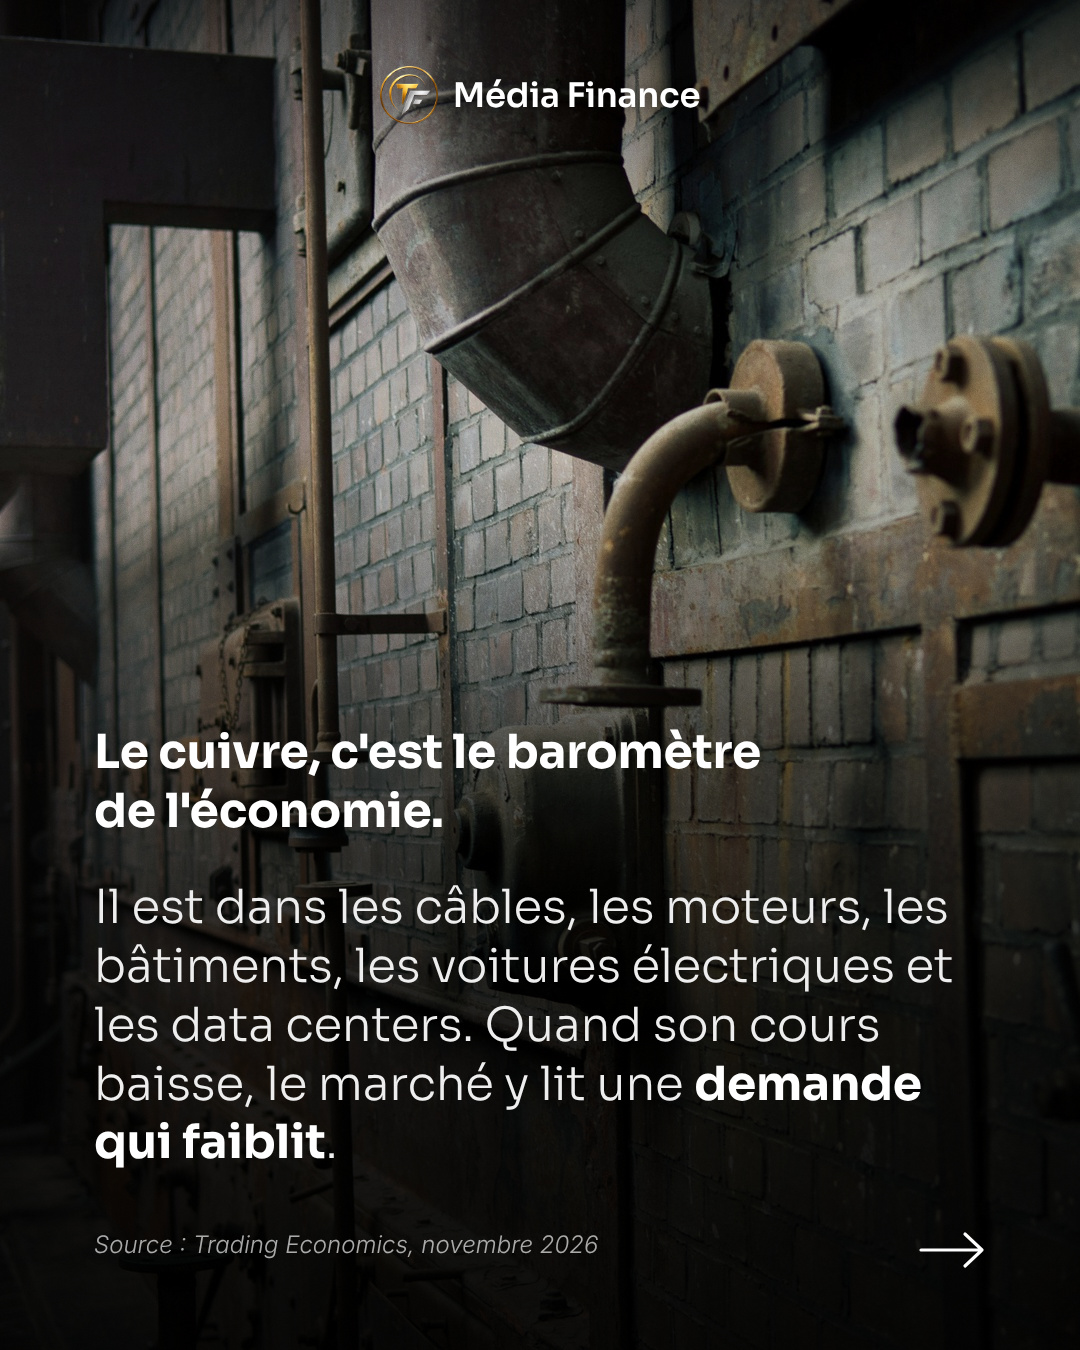 TF Média Finance
Le cuivre, c'est le baromètre
de l'économie.
Il est dans les câbles, les moteurs, les
bâtiments, les voitures électriques et
les data centers. Quand son cours
baisse, le marché y lit une demande
qui faiblit.
Source : Trading Economics, novembre 2026